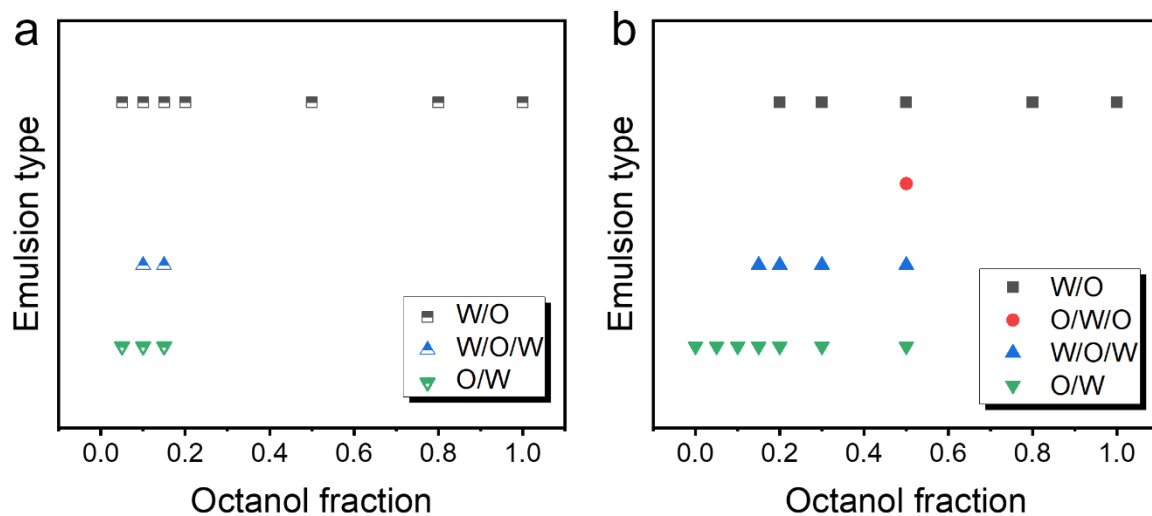 a
Emulsion type
W/O
W/O/W
O/W
0.0 0.2 0.4 0.6 0.8 1.0
Octanol fraction
b
Emulsion type
W/O
O/W/O
W/O/W
O/W
0.0 0.2 0.4 0.6 0.8 1.0
Octanol fraction